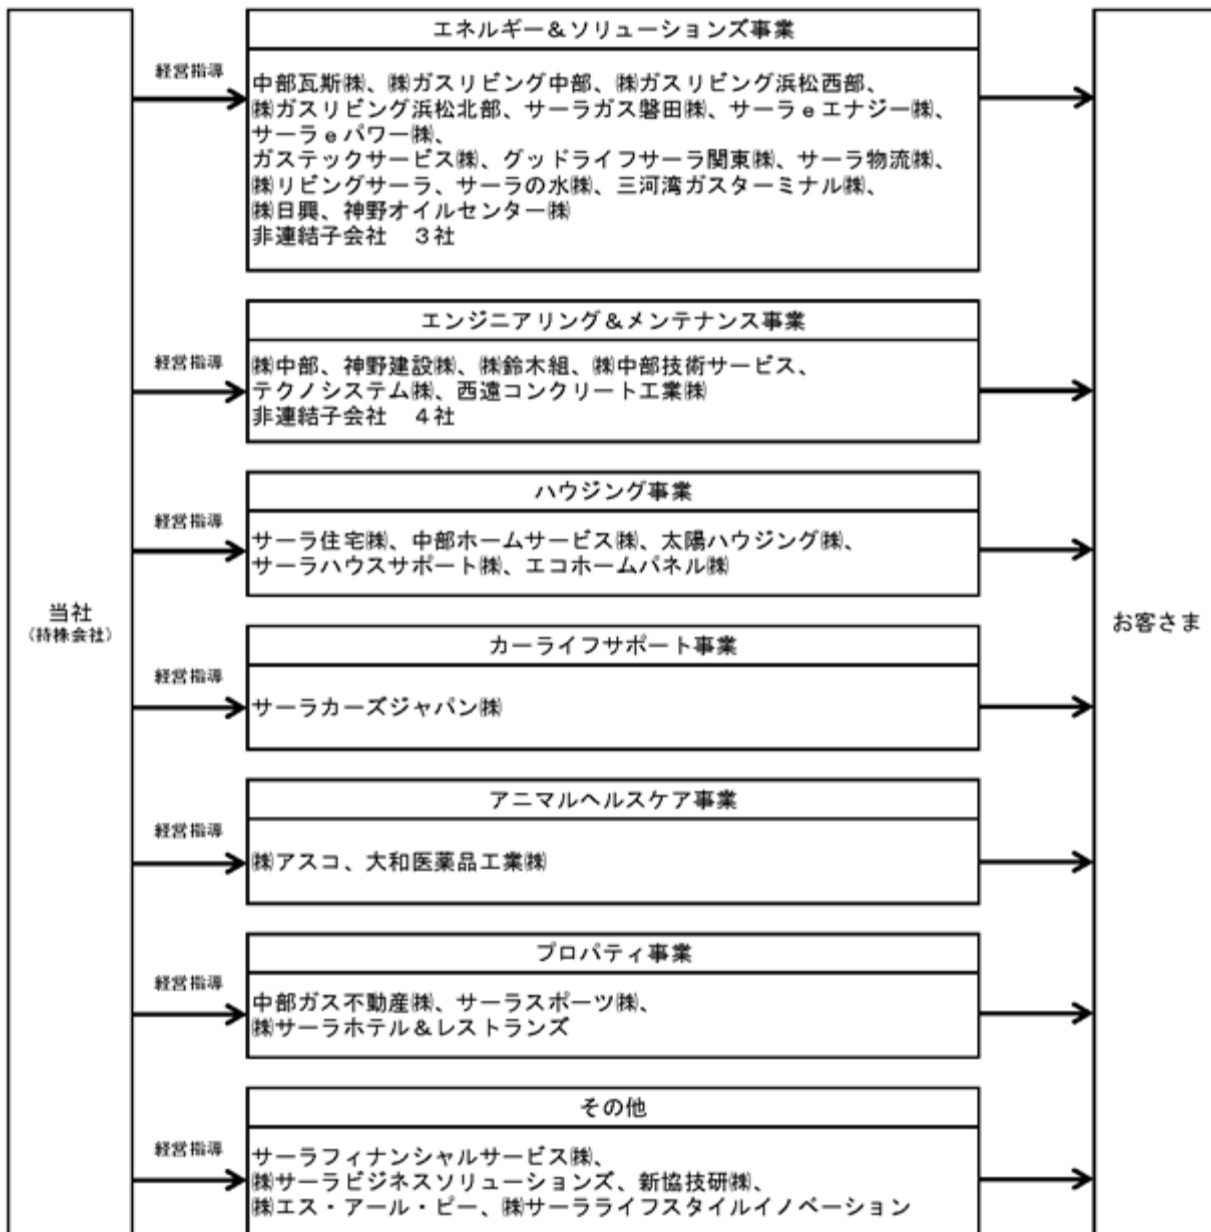 当社
（持株会社）
経営指導
エネルギー＆ソリューションズ事業
中部瓦斯㈱、㈱ガスリビング中部、㈱ガスリビング浜松西部、
㈱ガスリビング浜松北部、サーラガス磐田㈱、サーラｅエナジー㈱、
サーラｅパワー㈱、
ガステックサービス㈱、グッドライフサーラ関東㈱、サーラ物流㈱、
㈱リビングサーラ、サーラの水㈱、三河湾ガスターミナル㈱、
㈱日興、神野オイルセンター㈱
非連結子会社　３社
経営指導
エンジニアリング＆メンテナンス事業
㈱中部、神野建設㈱、㈱鈴木組、㈱中部技術サービス、
テクノシステム㈱、西遠コンクリート工業㈱
非連結子会社　４社
経営指導
ハウジング事業
サーラ住宅㈱、中部ホームサービス㈱、太陽ハウジング㈱、
サーラハウスサポート㈱、エコホームパネル㈱
経営指導
カーライフサポート事業
サーラカーズジャパン㈱
経営指導
アニマルヘルスケア事業
㈱アスコ、大和医薬品工業㈱
経営指導
プロパティ事業
中部ガス不動産㈱、サーラスポーツ㈱、
㈱サーラホテル＆レストランズ
経営指導
その他
サーラフィナンシャルサービス㈱、
㈱サーラビジネスソリューションズ、新協技研㈱、
㈱エス・アール・ピー、㈱サーラライフスタイルイノベーション
お客さま